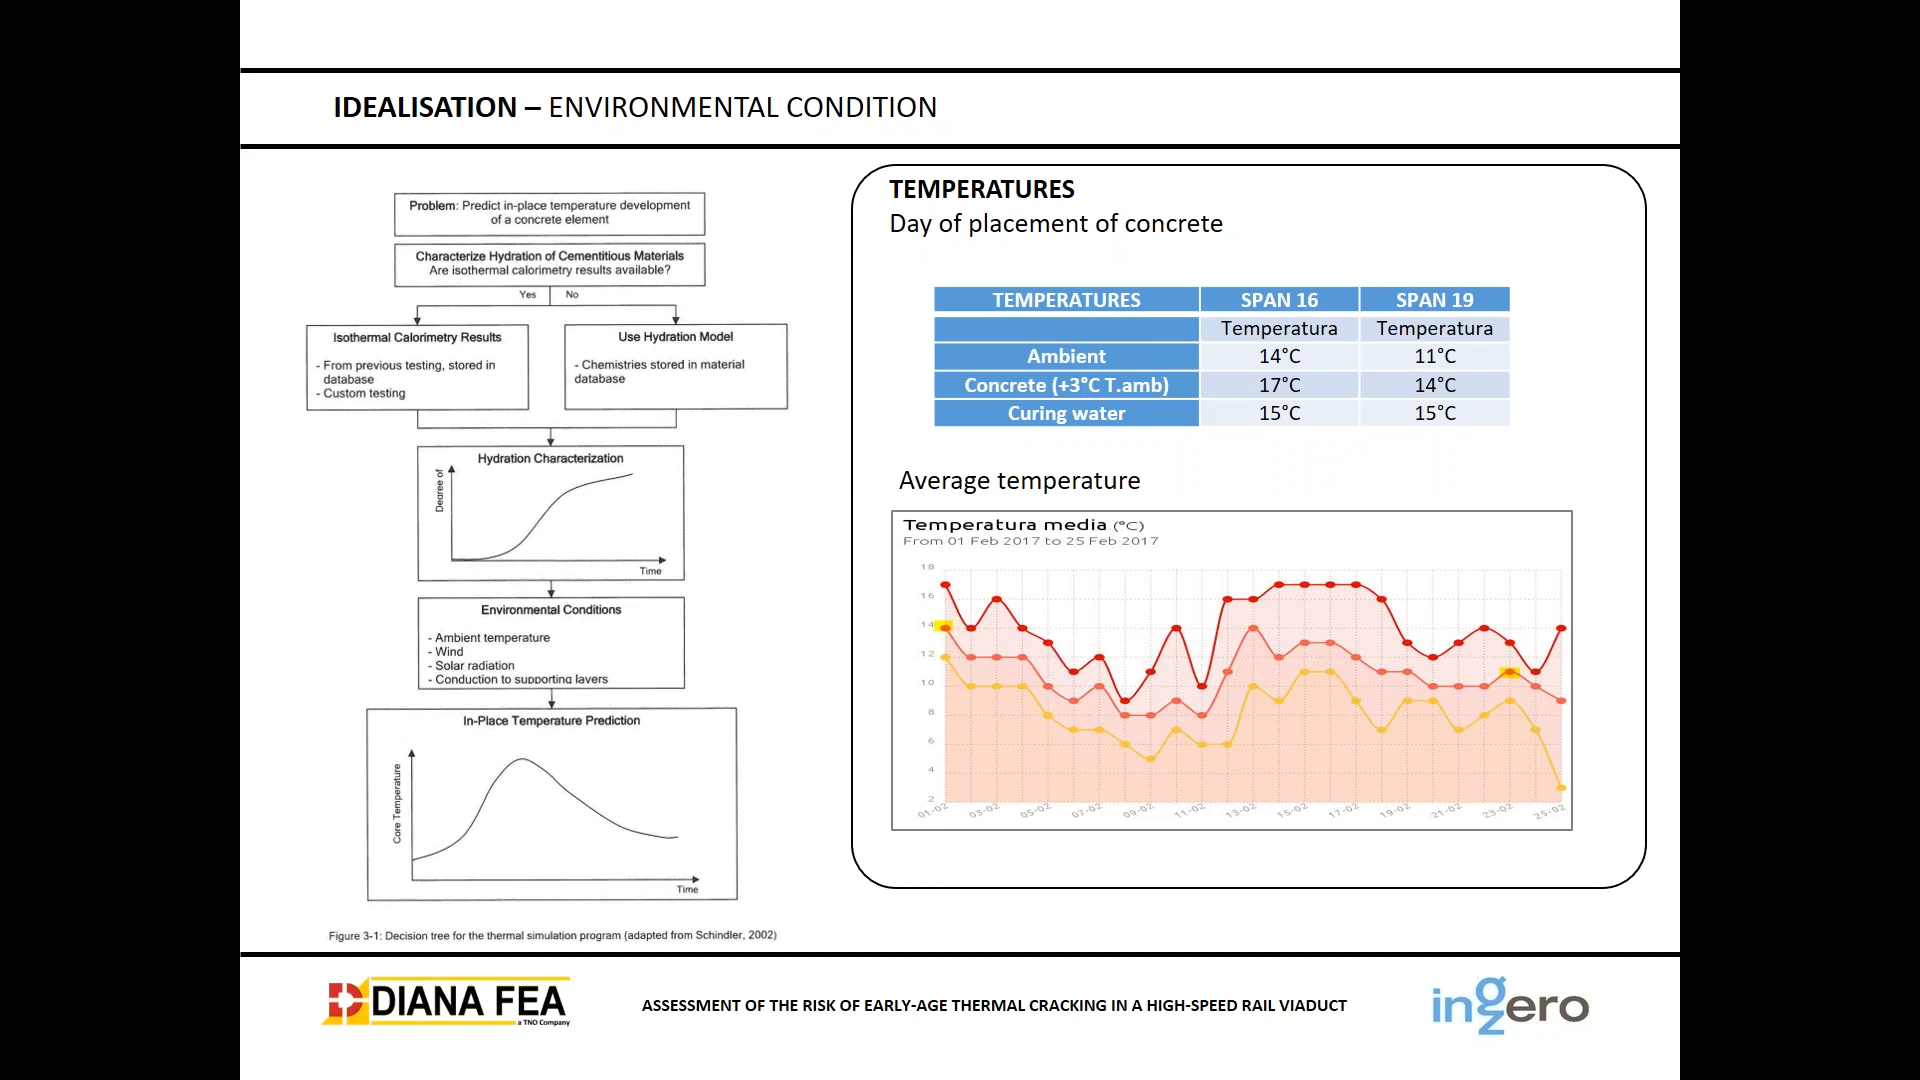 IDEALISATION – ENVIRONMENTAL CONDITION
Problem: Predict in-place temperature development
of a concrete element
Characterize Hydration of Cementitious Materials
Are isothermal calorimetry results available?
Yes No
Isothermal Calorimetry Results
- From previous testing, stored in
database
- Custom testing
Use Hydration Model
- Chemistries stored in material
database
Hydration Characterization
Degree of
Time
Environmental Conditions
- Ambient temperature
- Wind
- Solar radiation
- Conduction to supporting layers
In-Place Temperature Prediction
Core Temperature
Time
Figure 3-1: Decision tree for the thermal simulation program (adapted from Schindler, 2002)
TEMPERATURES
Day of placement of concrete
TEMPERATURES SPAN 16 SPAN 19
Temperatura Temperatura
Ambient 14°C 11°C
Concrete (+3°C T.amb) 17°C 14°C
Curing water 15°C 15°C
Average temperature
Temperatura media (°C)
From 01 Feb 2017 to 25 Feb 2017
18
16
14
12
10
8
6
4
2
01-02 03-02 05-02 07-02 09-02 11-02 13-02 15-02 17-02 19-02 21-02 23-02 25-02
DIANA FEA
a TNO Company
ASSESSMENT OF THE RISK OF EARLY-AGE THERMAL CRACKING IN A HIGH-SPEED RAIL VIADUCT
ingzero